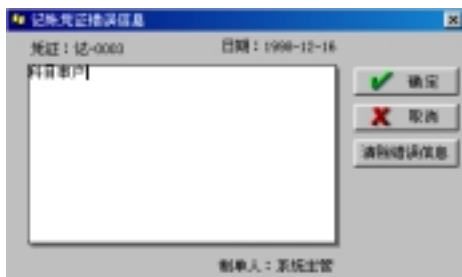 记账凭证错误信息
凭证：记-0003 日期：1998-12-16
科目串户
确定
取消
清除错误信息
制单人：系统主管